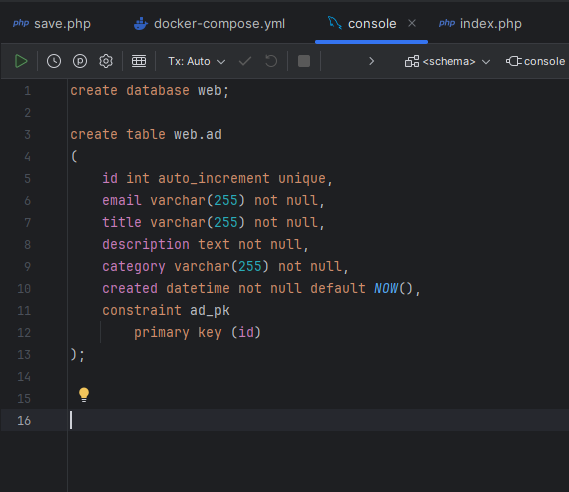 php save.php docker-compose.yml console × php index.php
Tx: Auto <schema> console
1 create database web;
2
3 create table web.ad
4 (
5 id int auto_increment unique,
6 email varchar(255) not null,
7 title varchar(255) not null,
8 description text not null,
9 category varchar(255) not null,
10 created datetime not null default NOW(),
11 constraint ad_pk
12 primary key (id)
13 );
14
15
16